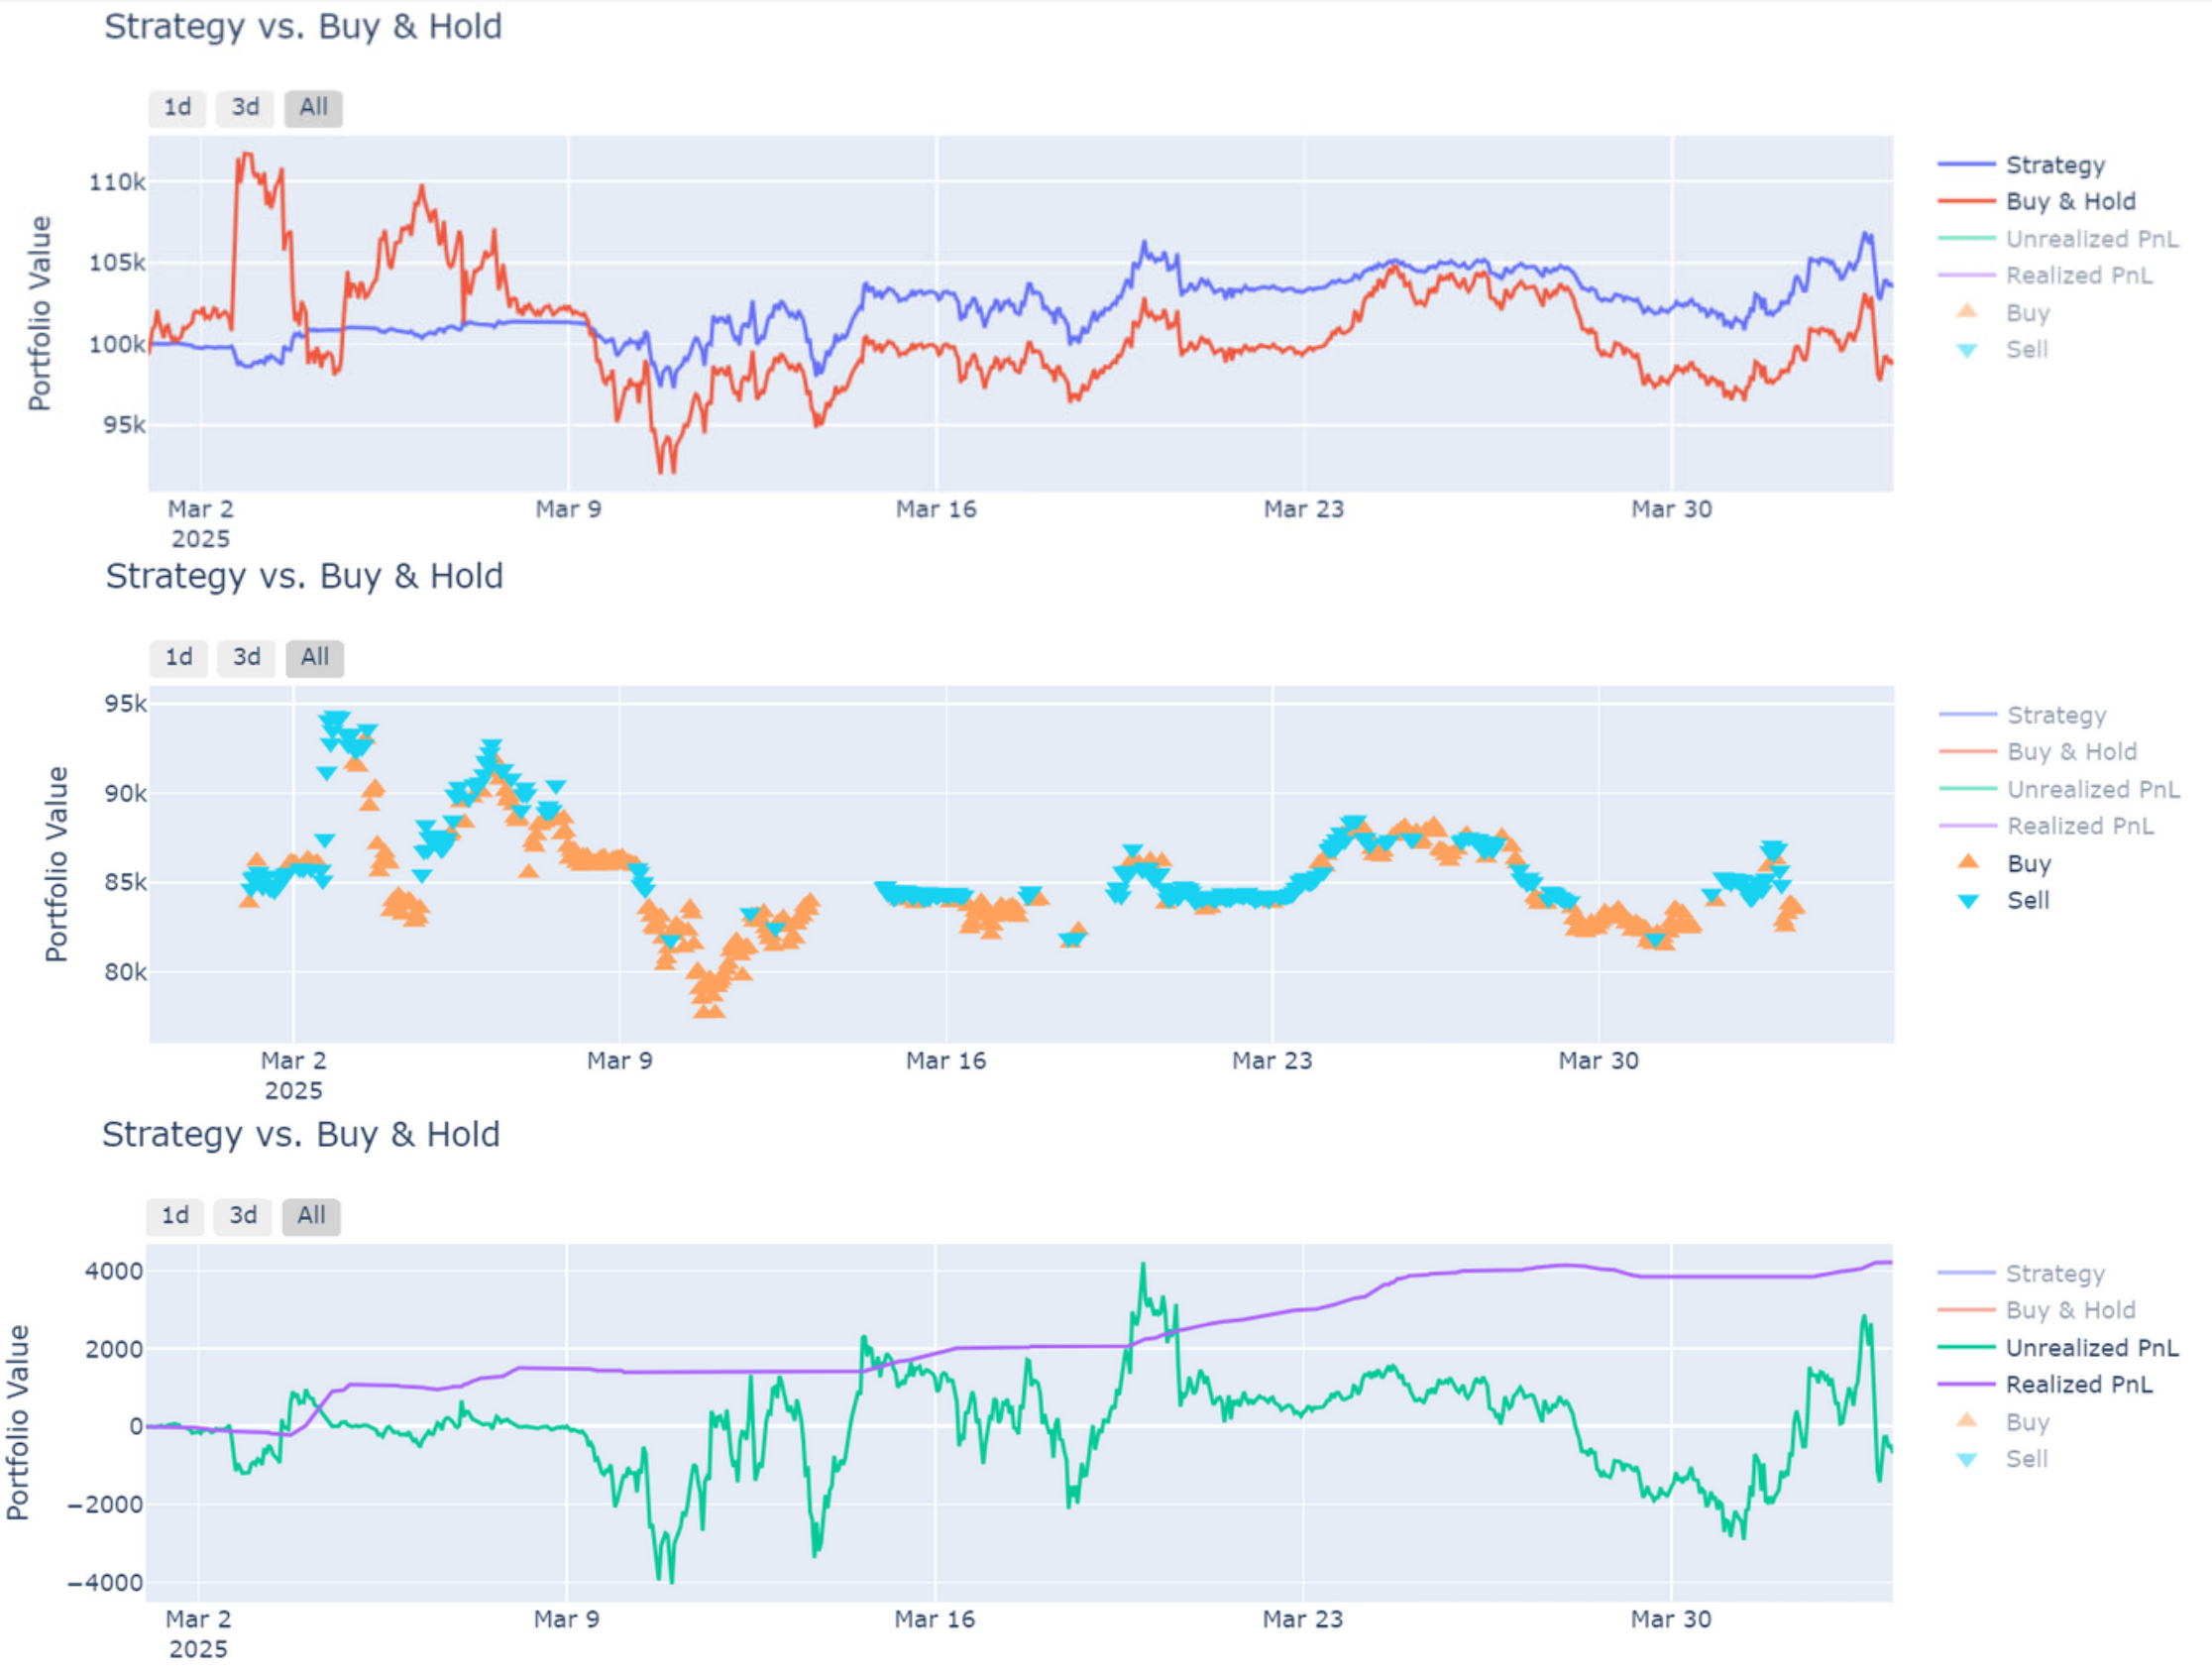 Strategy vs. Buy & Hold
1d 3d All
Portfolio Value
110k
105k
100k
95k
Mar 2 Mar 9 Mar 16 Mar 23 Mar 30
2025
Strategy
Buy & Hold
Unrealized PnL
Realized PnL
Buy
Sell
Strategy vs. Buy & Hold
1d 3d All
Portfolio Value
95k
90k
85k
80k
Mar 2 Mar 9 Mar 16 Mar 23 Mar 30
2025
Strategy
Buy & Hold
Unrealized PnL
Realized PnL
Buy
Sell
Strategy vs. Buy & Hold
1d 3d All
Portfolio Value
4000
2000
0
−2000
−4000
Mar 2 Mar 9 Mar 16 Mar 23 Mar 30
2025
Strategy
Buy & Hold
Unrealized PnL
Realized PnL
Buy
Sell